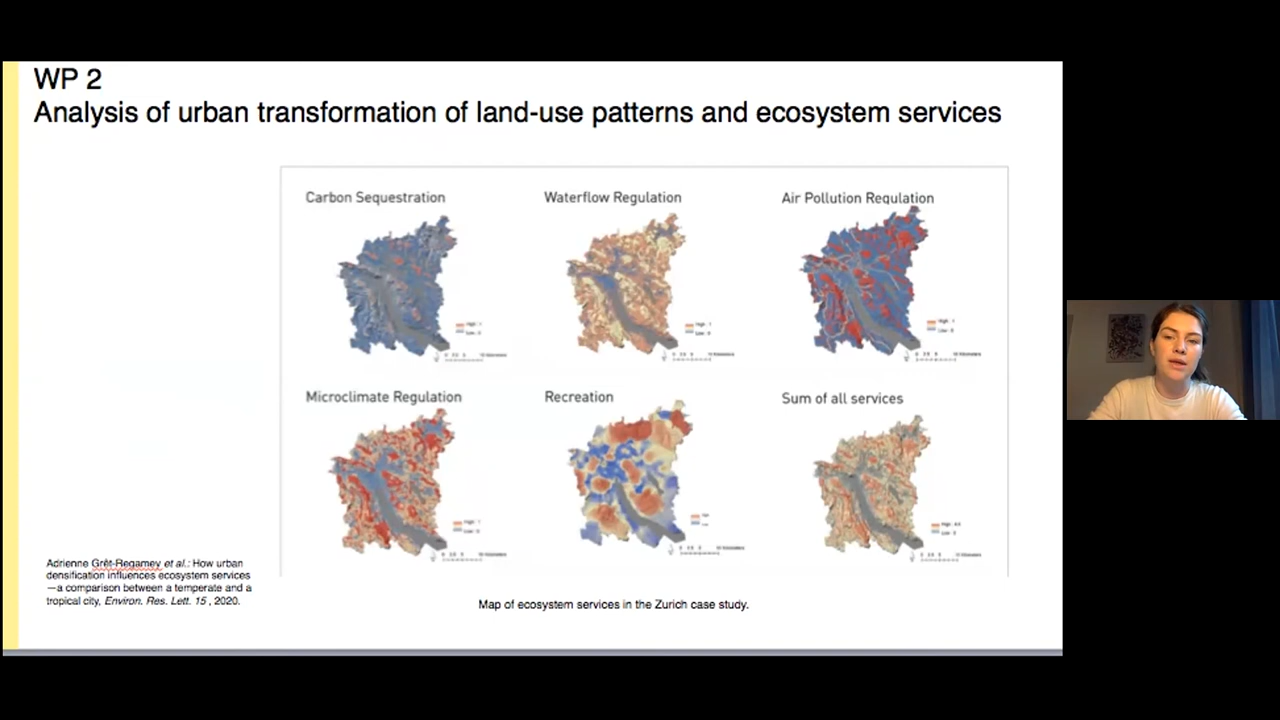 WP 2
Analysis of urban transformation of land-use patterns and ecosystem services
Carbon Sequestration
Waterflow Regulation
Air Pollution Regulation
Microclimate Regulation
Recreation
Sum of all services
Adrienne Grêt-Regamey et al.: How urban
densification influences ecosystem services
—a comparison between a temperate and a
tropical city, Environ. Res. Lett. 15 , 2020.
Map of ecosystem services in the Zurich case study.